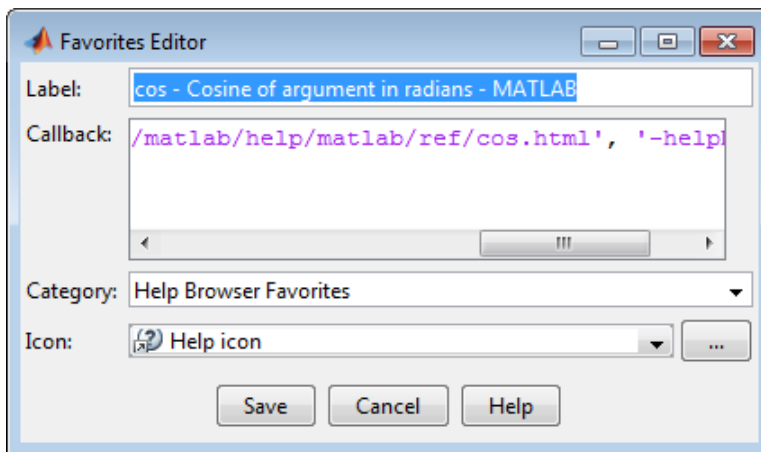 Favorites Editor
Label: cos - Cosine of argument in radians - MATLAB
Callback: /matlab/help/matlab/ref/cos.html', '-help
Category: Help Browser Favorites
Icon: Help icon ...
Save Cancel Help